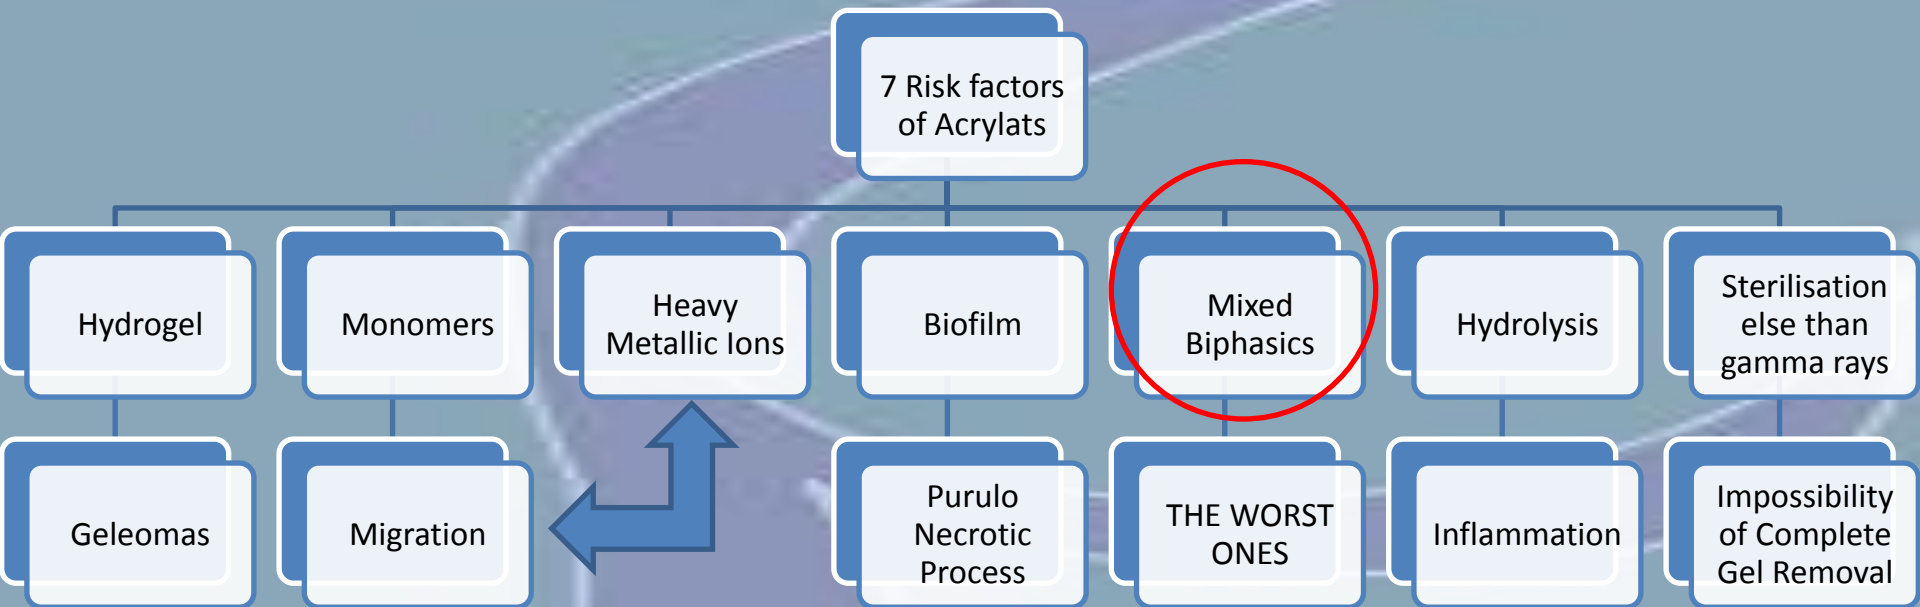 7 Risk factors
of Acrylats
Hydrogel
Monomers
Heavy
Metallic Ions
Biofilm
Mixed
Biphasics
Hydrolysis
Sterilisation
else than
gamma rays
Geleomas
Migration
Purulo
Necrotic
Process
THE WORST
ONES
Inflammation
Impossibility
of Complete
Gel Removal